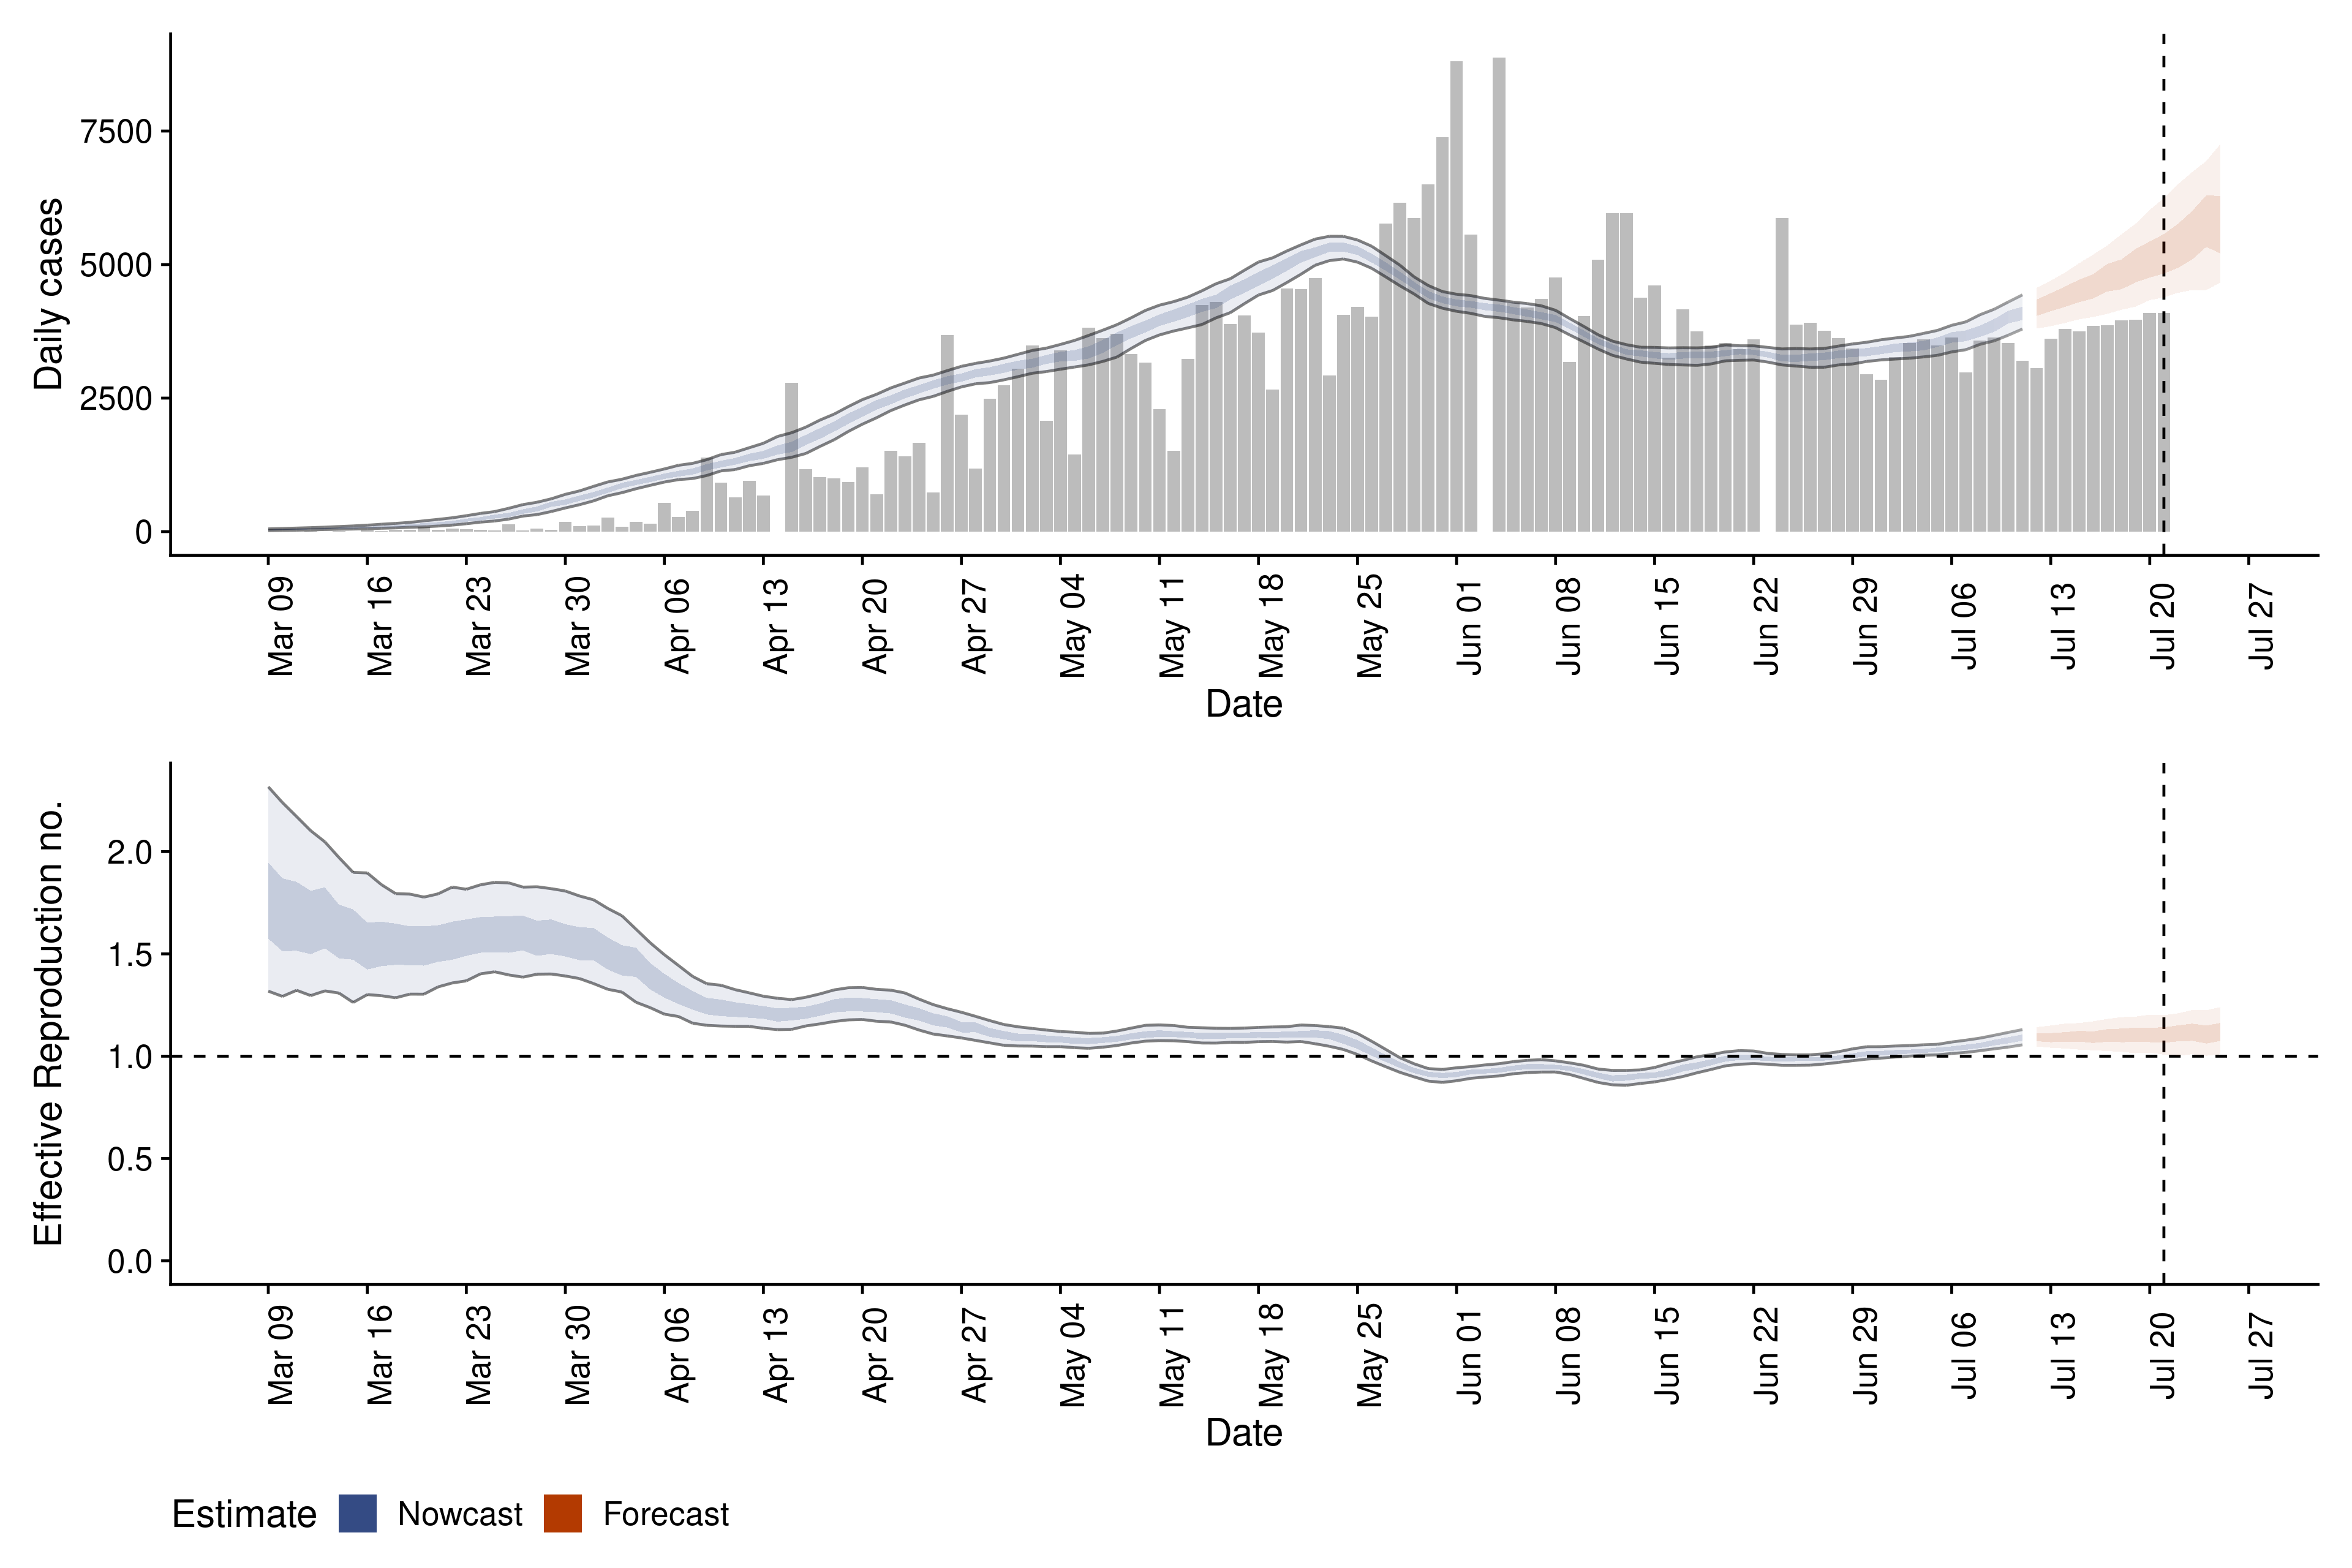 Daily cases
7500
5000
2500
0
Mar 09 Mar 16 Mar 23 Mar 30 Apr 06 Apr 13 Apr 20 Apr 27 May 04 May 11 May 18 May 25 Jun 01 Jun 08 Jun 15 Jun 22 Jun 29 Jul 06 Jul 13 Jul 20 Jul 27
Date
Effective Reproduction no.
2.0
1.5
1.0
0.5
0.0
Mar 09 Mar 16 Mar 23 Mar 30 Apr 06 Apr 13 Apr 20 Apr 27 May 04 May 11 May 18 May 25 Jun 01 Jun 08 Jun 15 Jun 22 Jun 29 Jul 06 Jul 13 Jul 20 Jul 27
Date
Estimate Nowcast Forecast